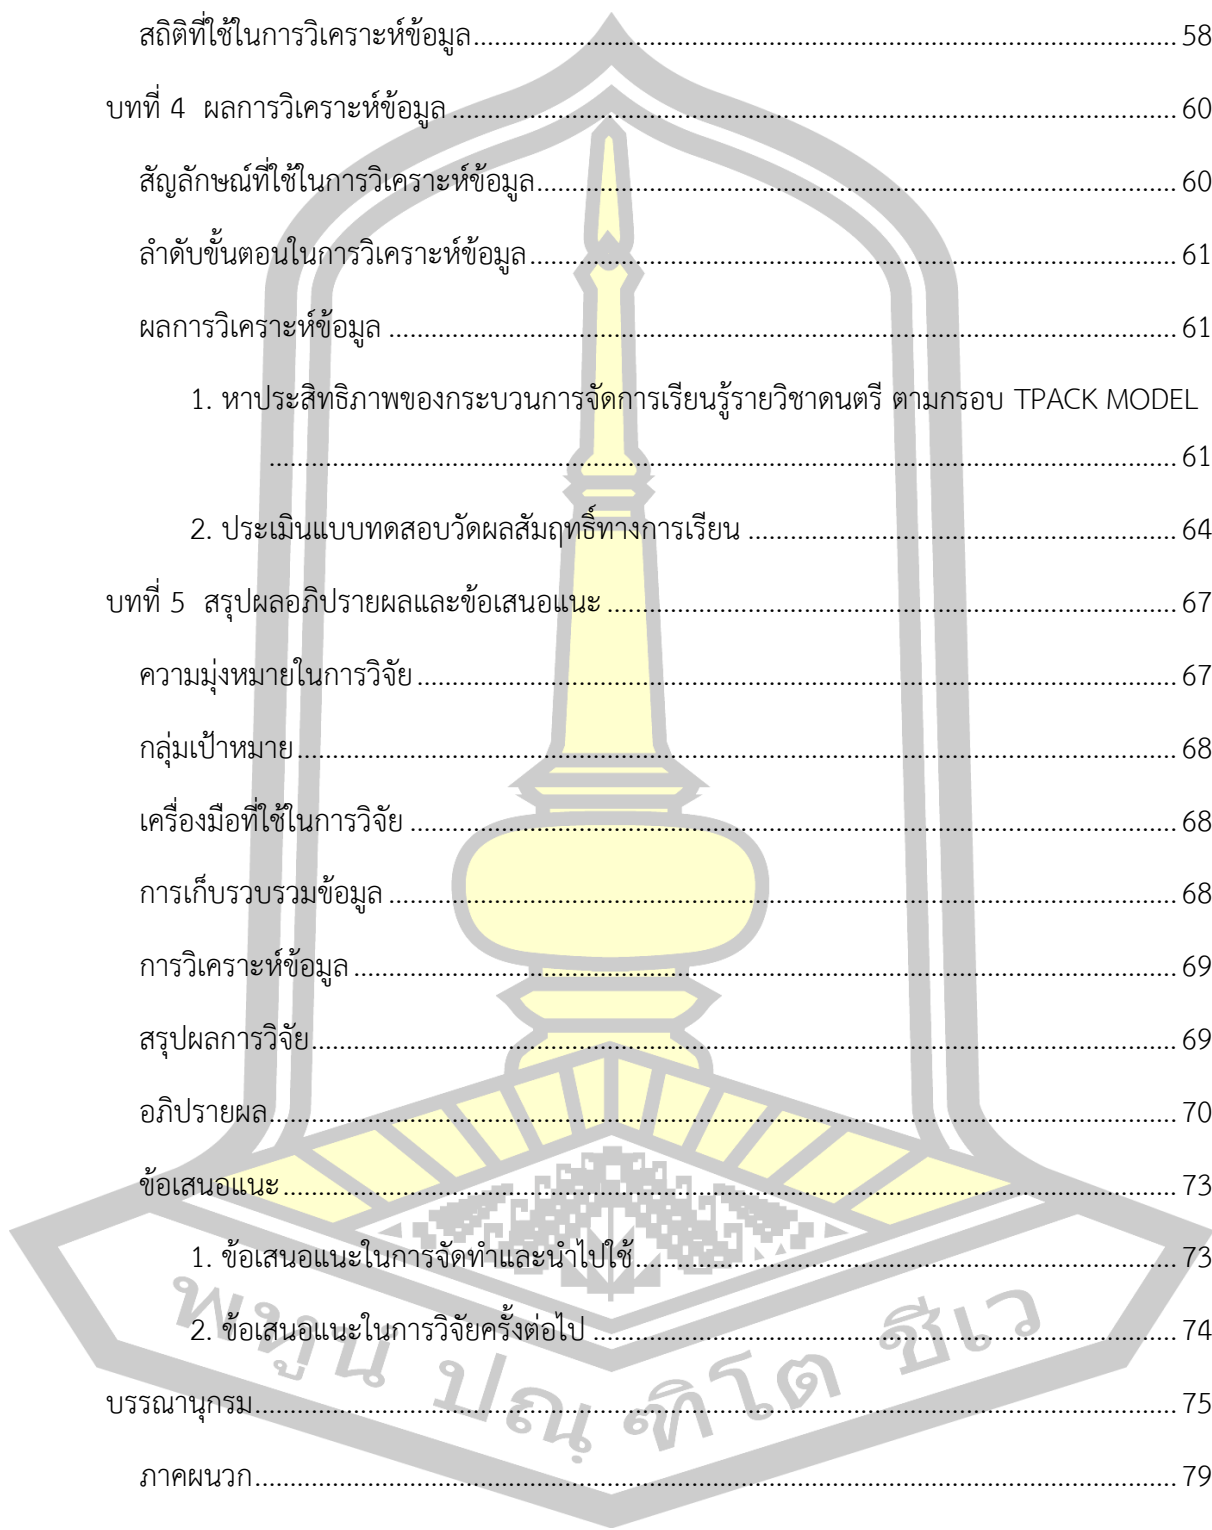 สถิติที่ใช้ในการวิเคราะห์ข้อมูล.......................................................................................... 58
บทที่ 4 ผลการวิเคราะห์ข้อมูล .......................................................................................... 60
สัญลักษณ์ที่ใช้ในการวิเคราะห์ข้อมูล.................................................................................. 60
ลำดับขั้นตอนในการวิเคราะห์ข้อมูล................................................................................... 61
ผลการวิเคราะห์ข้อมูล .................................................................................................... 61
1. หาประสิทธิภาพของกระบวนการจัดการเรียนรู้รายวิชาดนตรี ตามกรอบ TPACK MODEL
.................................................................................................................... 61
2. ประเมินแบบทดสอบวัดผลสัมฤทธิ์ทางการเรียน ....................................................... 64
บทที่ 5 สรุปผลอภิปรายผลและข้อเสนอแนะ ......................................................................... 67
ความมุ่งหมายในการวิจัย ................................................................................................. 67
กลุ่มเป้าหมาย ................................................................................................................ 68
เครื่องมือที่ใช้ในการวิจัย .................................................................................................. 68
การเก็บรวบรวมข้อมูล ..................................................................................................... 68
การวิเคราะห์ข้อมูล ......................................................................................................... 69
สรุปผลการวิจัย............................................................................................................... 69
อภิปรายผล.................................................................................................................... 70
ข้อเสนอแนะ................................................................................................................... 73
1. ข้อเสนอแนะในการจัดทำและนำไปใช้..................................................................... 73
2. ข้อเสนอแนะในการวิจัยครั้งต่อไป .......................................................................... 74
บรรณานุกรม....................................................................................................................... 75
ภาคผนวก...................................................................................................................... 79
พหูนํ ปณฺฑิโต ชีเว